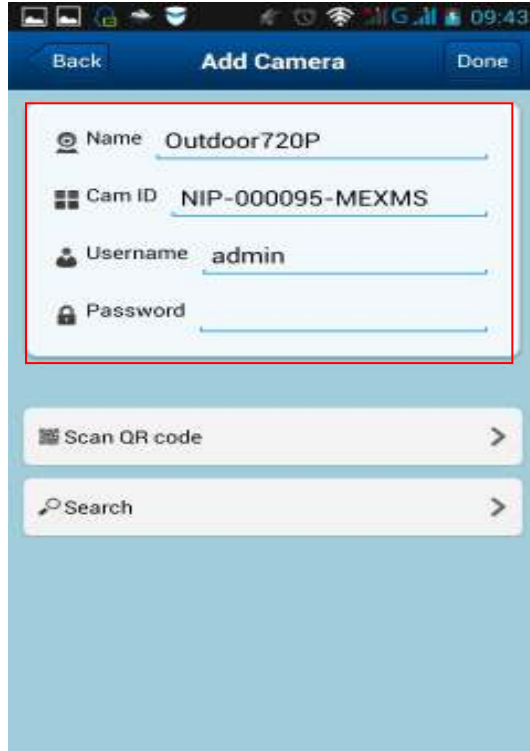 G 09:43
Back Add Camera Done
Name Outdoor720P
Cam ID NIP-000095-MEXMS
Username admin
Password
Scan QR code
Search